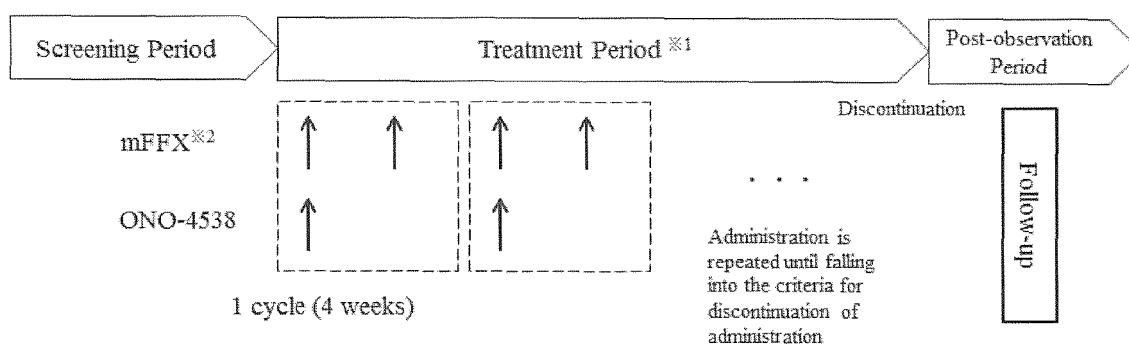 Screening Period
Treatment Period ※1
Post-observation
Period
Discontinuation
mFFX※2
ONO-4538
. . .
Administration is
repeated until falling
into the criteria for
discontinuation of
administration
1 cycle (4 weeks)
Follow-up